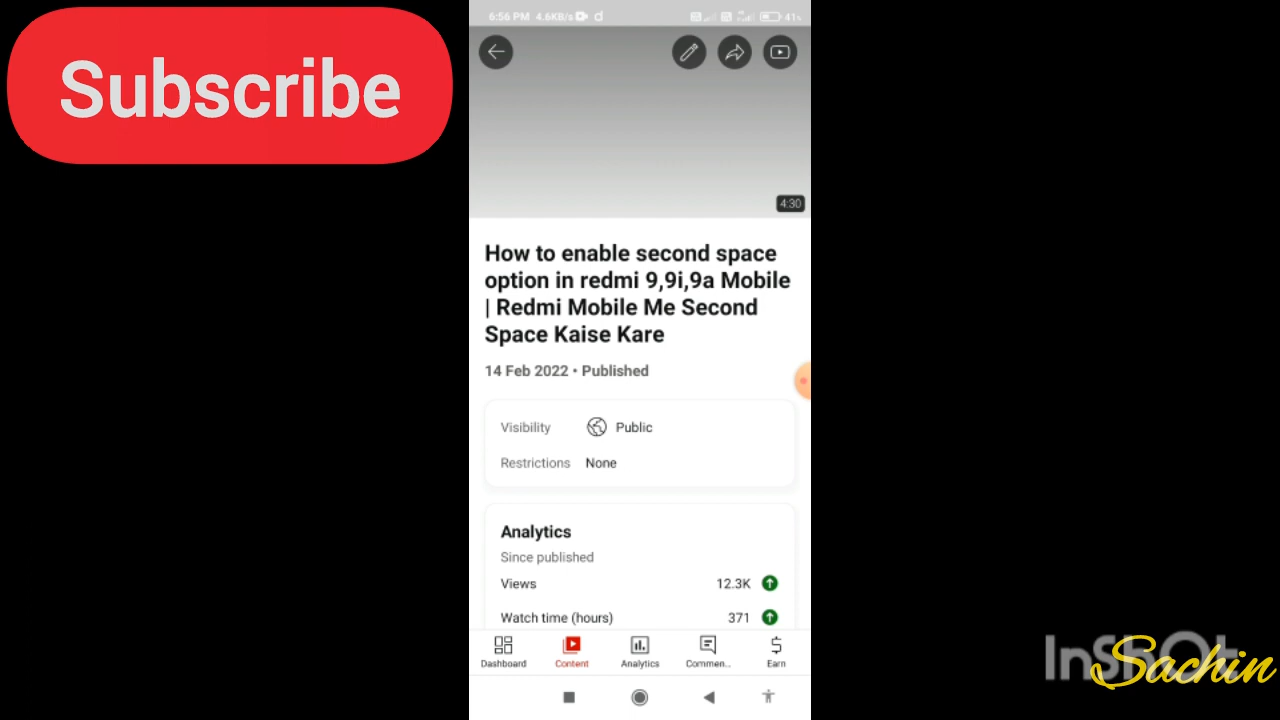 Subscribe
6:56 PM 4.6KB/s d 41%
4:30
How to enable second space
option in redmi 9,9i,9a Mobile
| Redmi Mobile Me Second
Space Kaise Kare
14 Feb 2022 • Published
Visibility Public
Restrictions None
Analytics
Since published
Views 12.3K
Watch time (hours) 371
Dashboard Content Analytics Commen... Earn
InShOt
Sachin